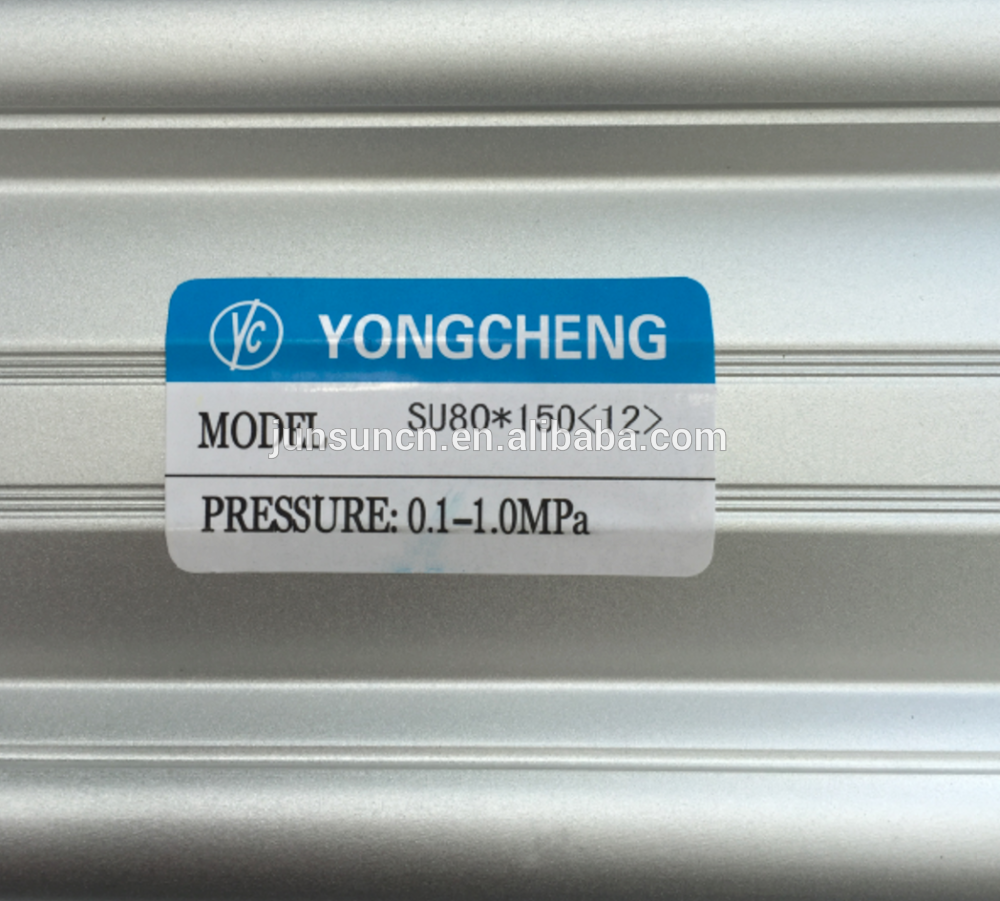 yc YONGCHENG
MODEL SU80*150<12>
junsuncn.en.alibaba.com
PRESSURE: 0.1-1.0MPa